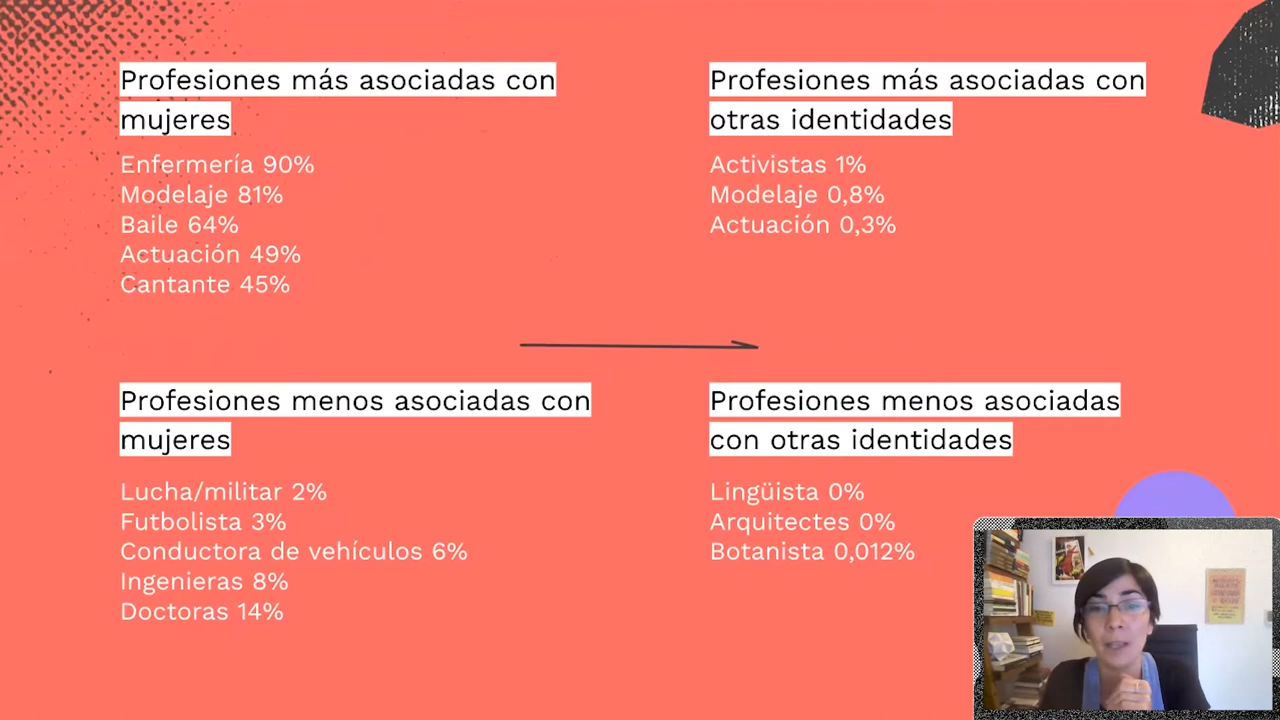 Profesiones más asociadas con
mujeres
Enfermería 90%
Modelaje 81%
Baile 64%
Actuación 49%
Cantante 45%
Profesiones más asociadas con
otras identidades
Activistas 1%
Modelaje 0,8%
Actuación 0,3%
Profesiones menos asociadas con
mujeres
Lucha/militar 2%
Futbolista 3%
Conductora de vehículos 6%
Ingenieras 8%
Doctoras 14%
Profesiones menos asociadas
con otras identidades
Lingüista 0%
Arquitectes 0%
Botanista 0,012%